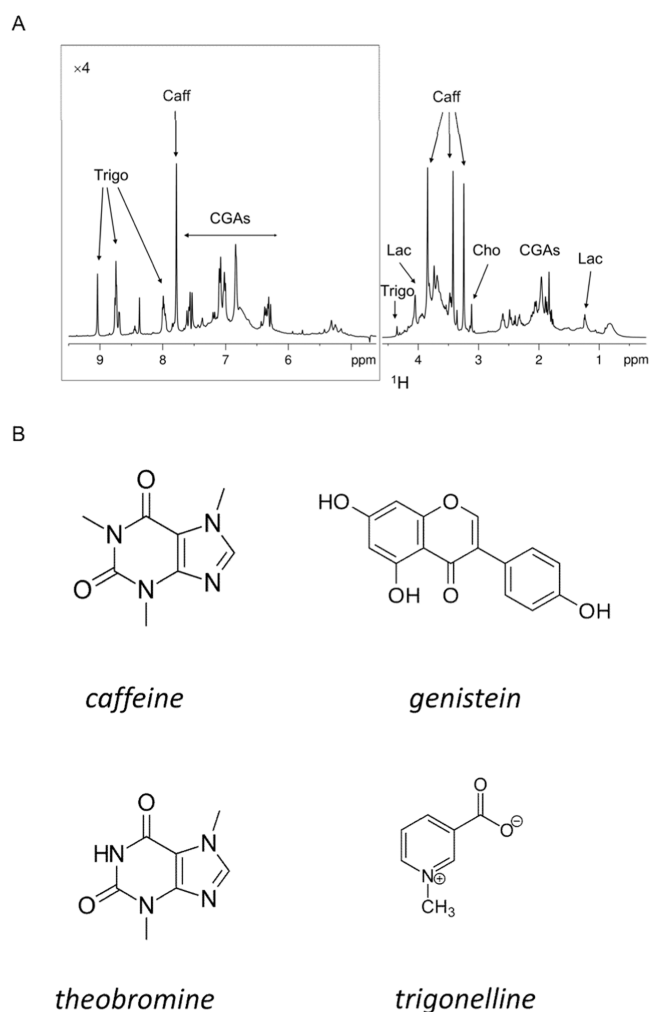 A
×4
Caff
Caff
Trigo
CGAs
Lac
Cho
CGAs
Lac
Trigo
9
8
7
6
ppm
4
3
2
1
ppm
¹H
B
O
N
N
O
N
N
caffeine
HO
O
OH
O
OH
genistein
O
HN
N
O
N
N
theobromine
O
O⊖
N⊕
CH₃
trigonelline